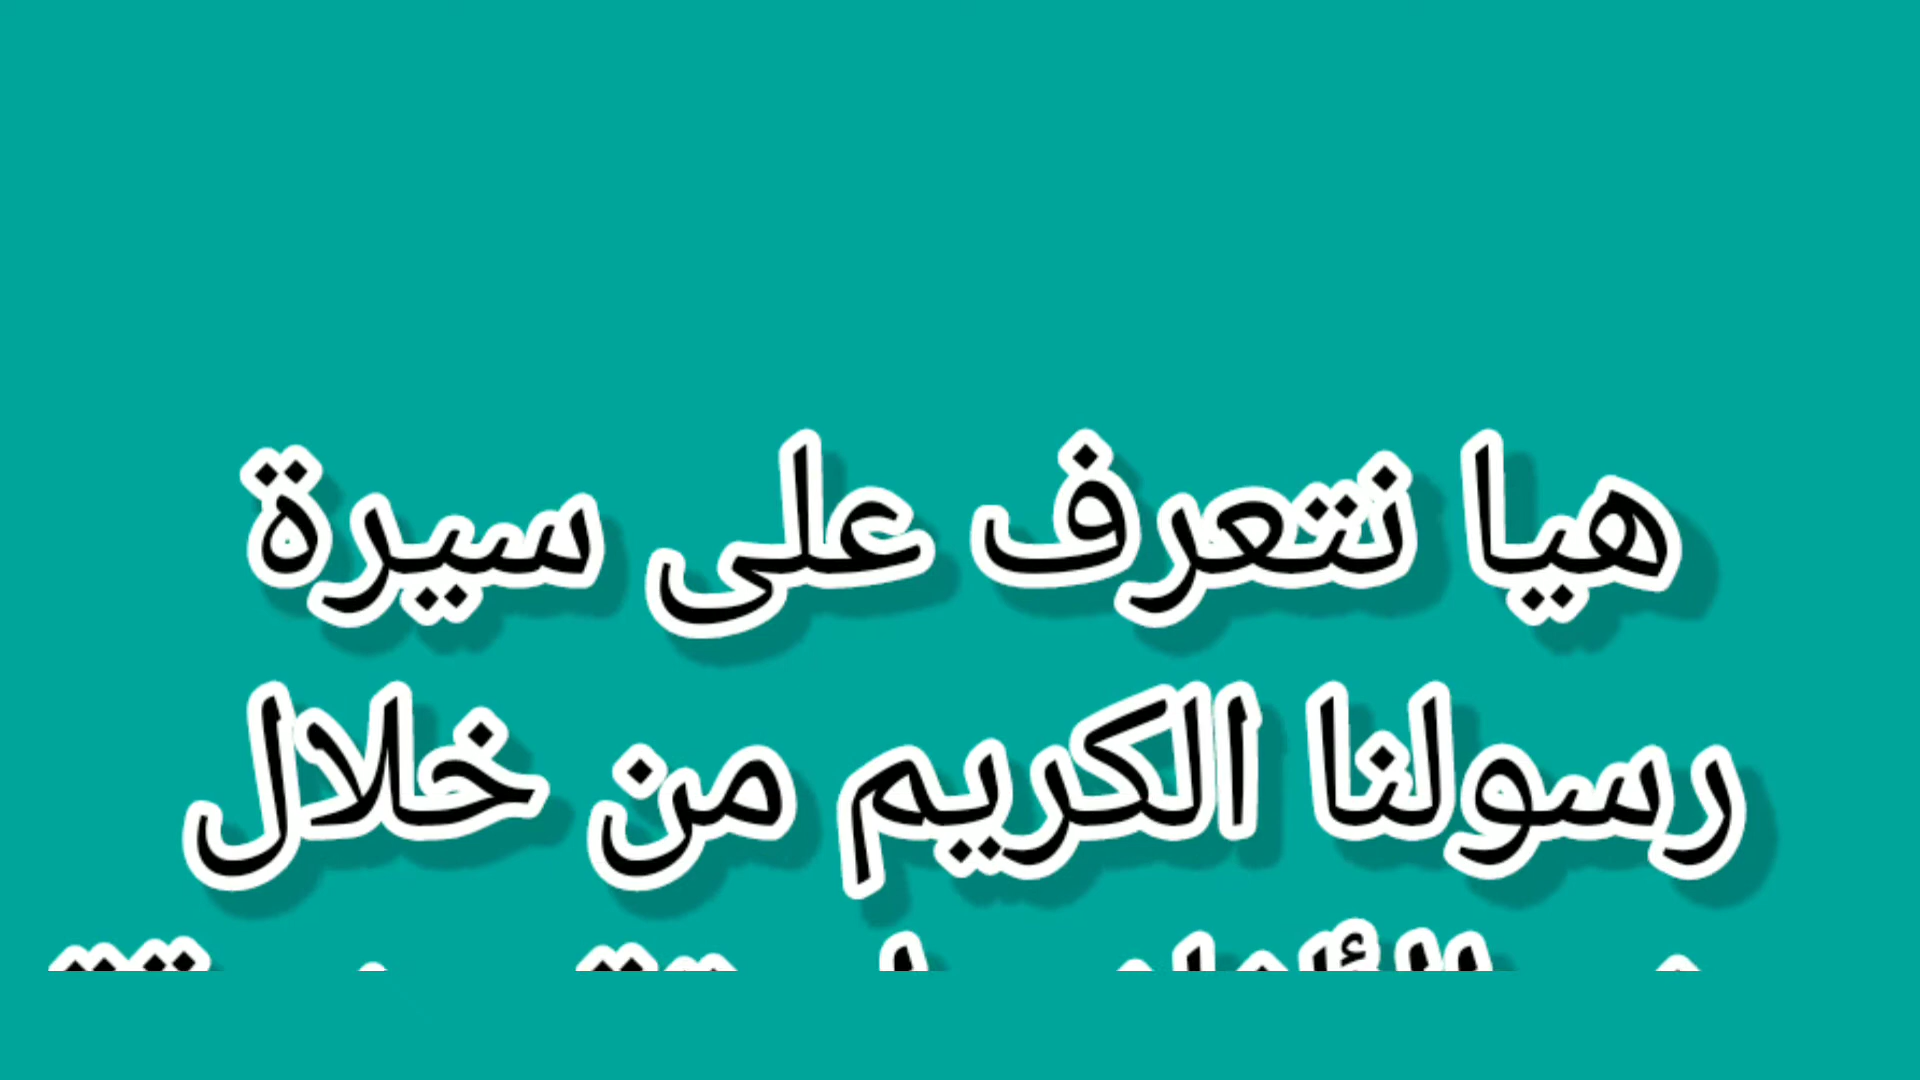 هيا نتعرف على سيرة
رسولنا الكريم من خلال